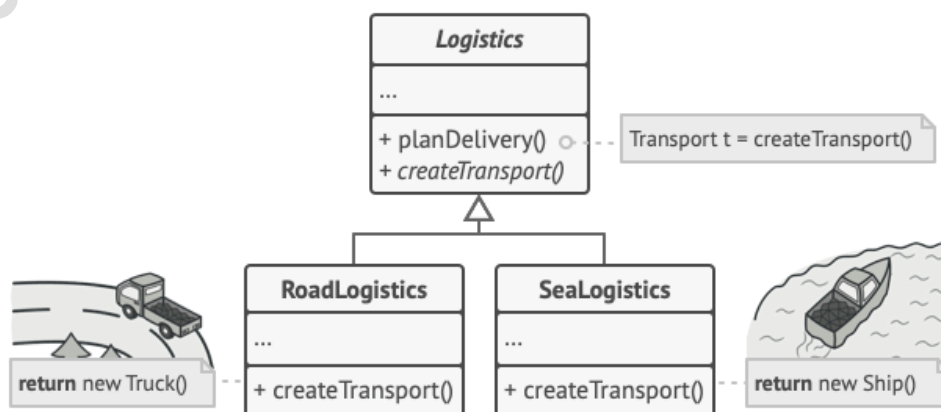 Logistics
...
+ planDelivery()
Transport t = createTransport()
+ createTransport()
RoadLogistics
SeaLogistics
...
...
return new Truck()
+ createTransport()
+ createTransport()
return new Ship()